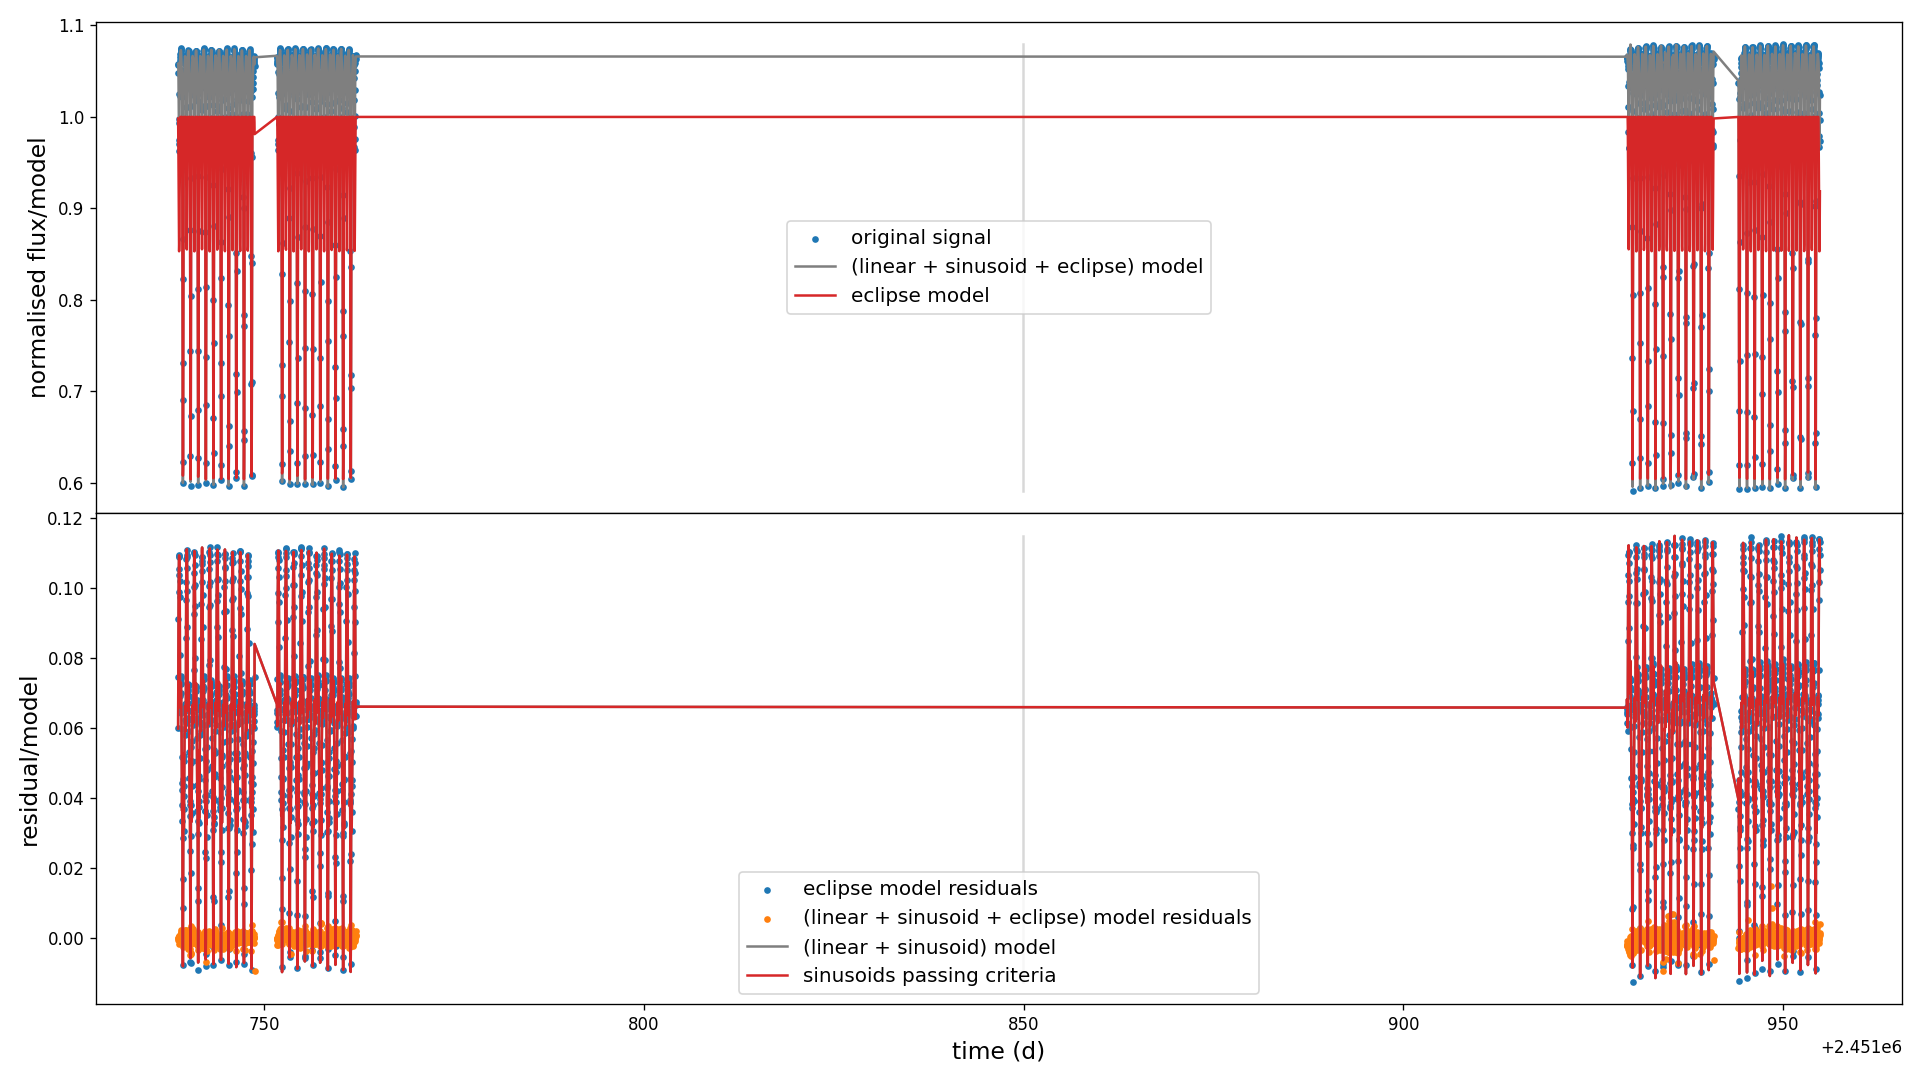 1.1
1.0
0.9
0.8
0.7
0.6
normalised flux/model
original signal
(linear + sinusoid + eclipse) model
eclipse model
0.12
0.10
0.08
0.06
0.04
0.02
0.00
residual/model
eclipse model residuals
(linear + sinusoid + eclipse) model residuals
(linear + sinusoid) model
sinusoids passing criteria
750
800
850
900
950
time (d)
+2.451e6